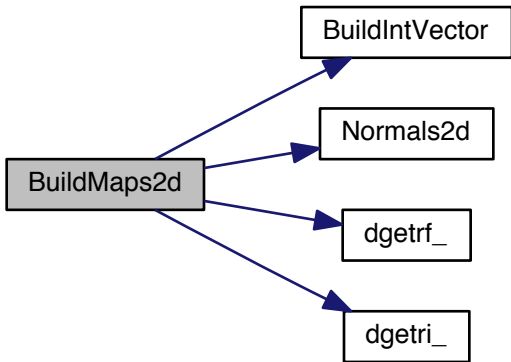 BuildIntVector
Normals2d
BuildMaps2d
dgetrf_
dgetri_